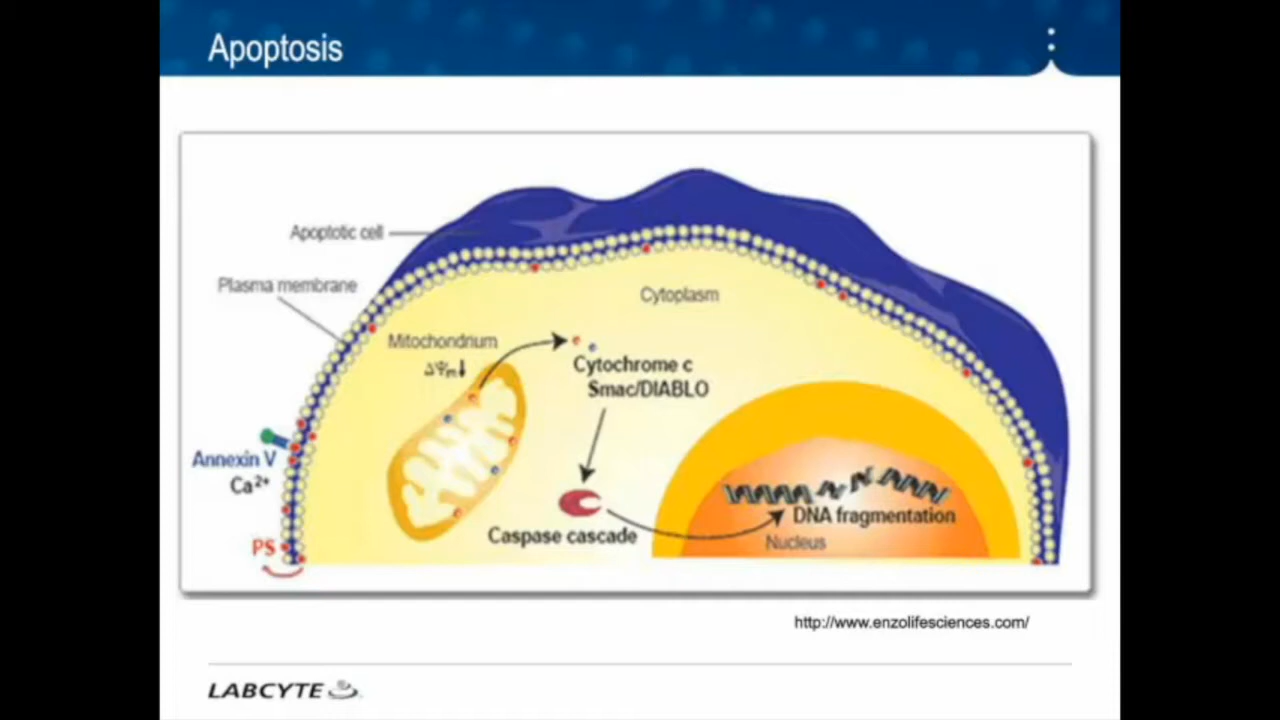 Apoptosis
Apoptotic cell
Plasma membrane
Cytoplasm
Mitochondrium
ΔΨm↓
Cytochrome c
Smac/DIABLO
Annexin V
Ca²⁺
PS
Caspase cascade
DNA fragmentation
Nucleus
http://www.enzolifesciences.com/
LABCYTE